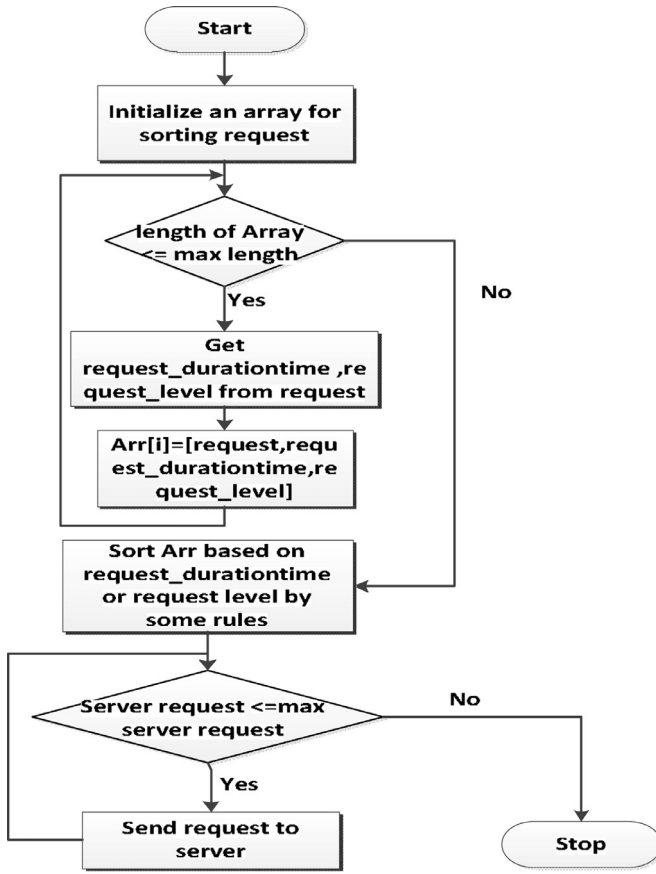 Start
Initialize an array for
sorting request
length of Array
<= max length
No
Yes
Get
request_durationtime ,re
quest_level from request
Arr[i]=[request,requ
est_durationtime,re
quest_level]
Sort Arr based on
request_durationtime
or request level by
some rules
Server request <=max
server request
No
Yes
Send request to
server
Stop